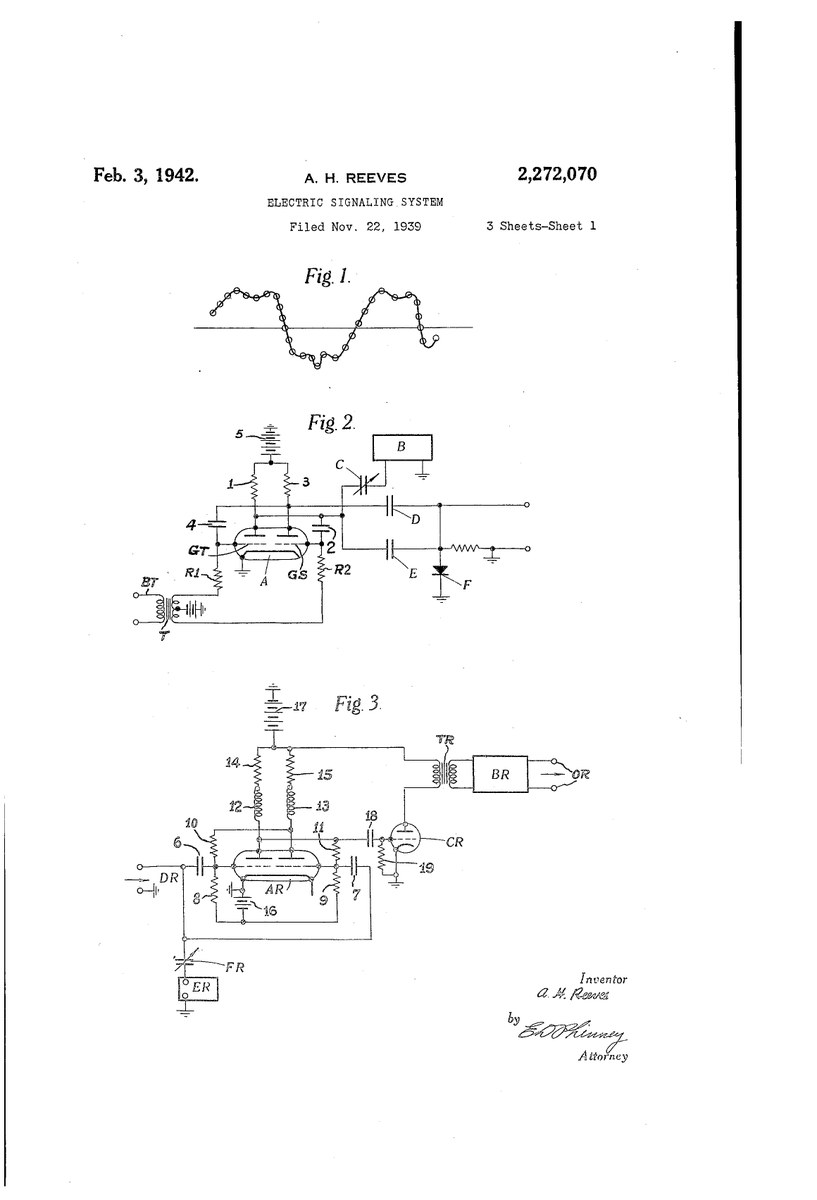 Feb. 3, 1942. A. H. REEVES 2,272,070
ELECTRIC SIGNALING SYSTEM
Filed Nov. 22, 1939 3 Sheets-Sheet 1
Fig. 1.
Fig. 2.
5
B
C
1
3
4
D
2
GT
GS
R1
A
R2
E
F
BT
T
Fig. 3.
17
TR
14
15
BR
OR
12
13
10
11
18
6
CR
DR
19
8
AR
9
7
16
FR
ER
Inventor
A. H. Reeves
by
E D Phinney
Attorney